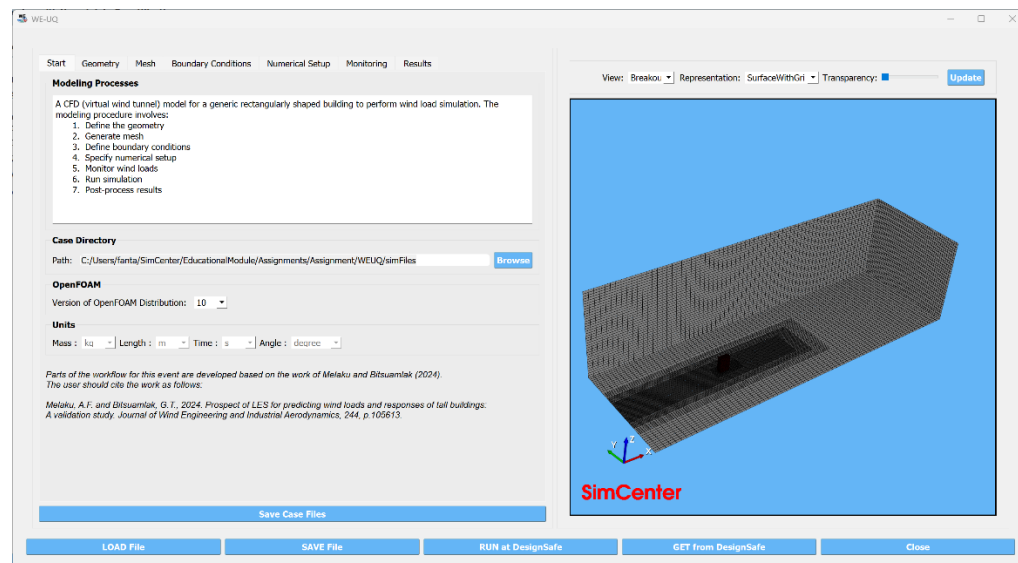 WE-UQ
Start Geometry Mesh Boundary Conditions Numerical Setup Monitoring Results
Modeling Processes
A CFD (virtual wind tunnel) model for a generic rectangularly shaped building to perform wind load simulation. The
modeling procedure involves:
1. Define the geometry
2. Generate mesh
3. Define boundary conditions
4. Specify numerical setup
5. Monitor wind loads
6. Run simulation
7. Post-process results
Case Directory
Path: C:/Users/fanta/SimCenter/EducationalModule/Assignments/Assignment/WEUQ/simFiles Browse
OpenFOAM
Version of OpenFOAM Distribution: 10
Units
Mass : kg Length : m Time : s Angle : degree
Parts of the workflow for this event are developed based on the work of Melaku and Bitsuamlak (2024).
The user should cite the work as follows:
Melaku, A.F. and Bitsuamlak, G.T., 2024. Prospect of LES for predicting wind loads and responses of tall buildings:
A validation study. Journal of Wind Engineering and Industrial Aerodynamics, 244, p.105613.
Save Case Files
View: Breakou Representation: SurfaceWithGri Transparency: Update
Y Z X
SimCenter
LOAD File SAVE File RUN at DesignSafe GET from DesignSafe Close